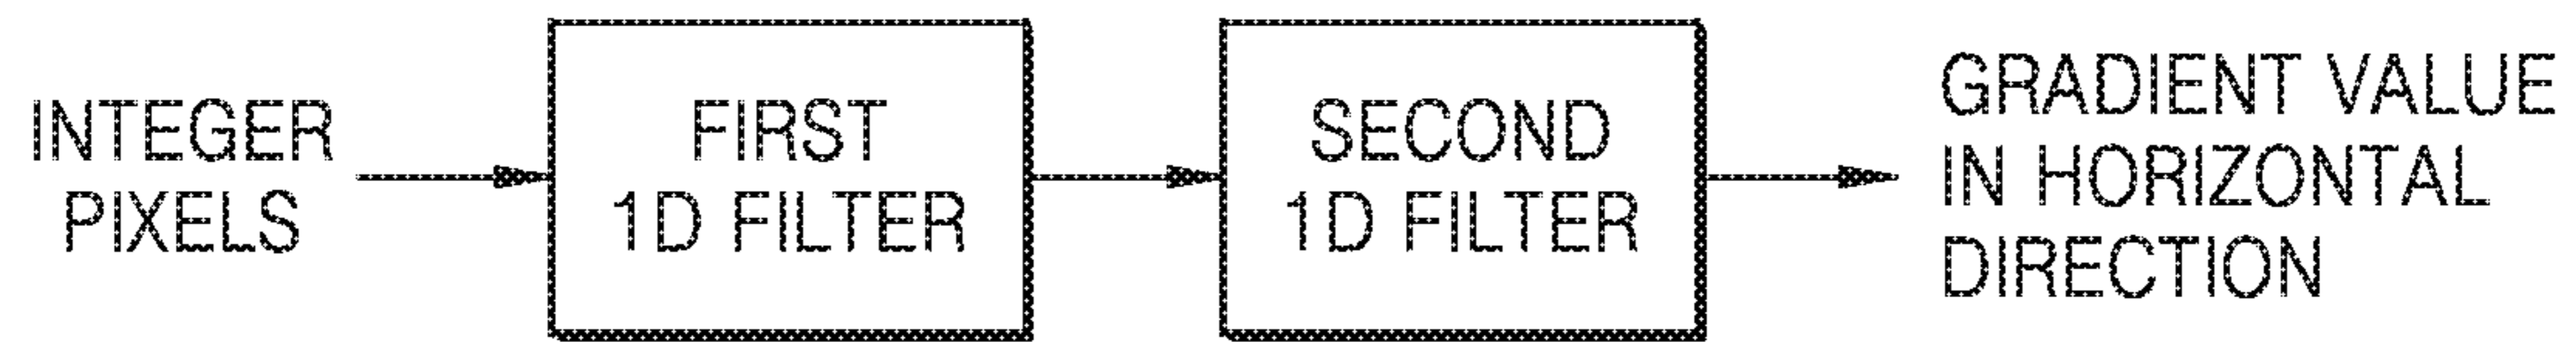 INTEGER
PIXELS
FIRST
1D FILTER
SECOND
1D FILTER
GRADIENT VALUE
IN HORIZONTAL
DIRECTION